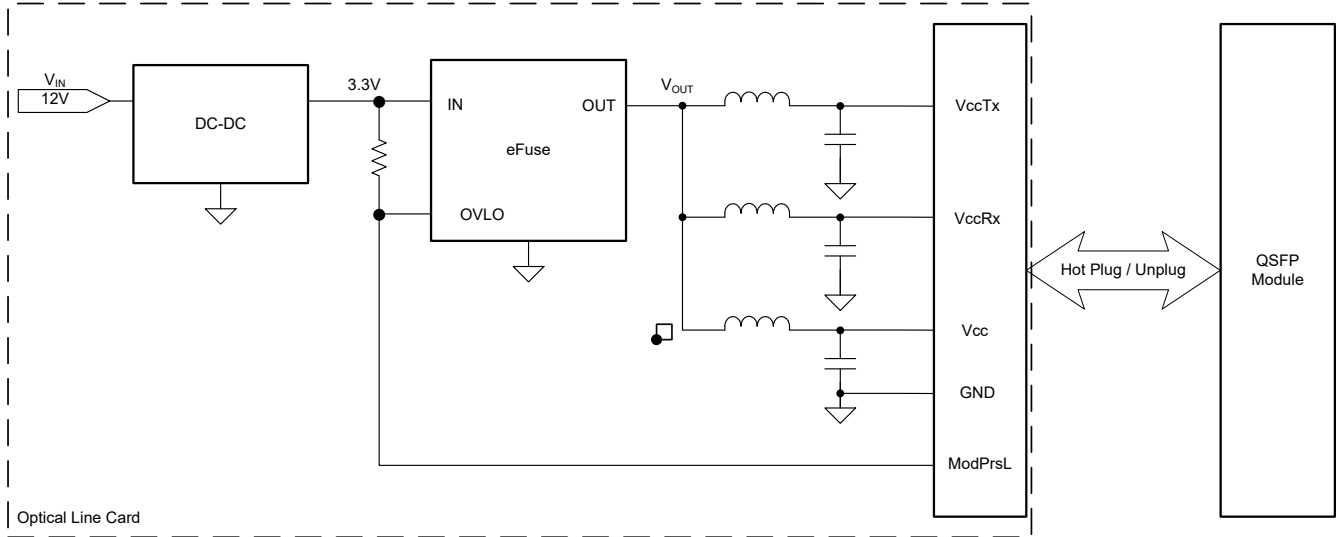 VIN
12V
DC-DC
3.3V
IN
OUT
eFuse
OVLO
VOUT
VccTx
VccRx
Vcc
GND
ModPrsL
Hot Plug / Unplug
QSFP
Module
Optical Line Card